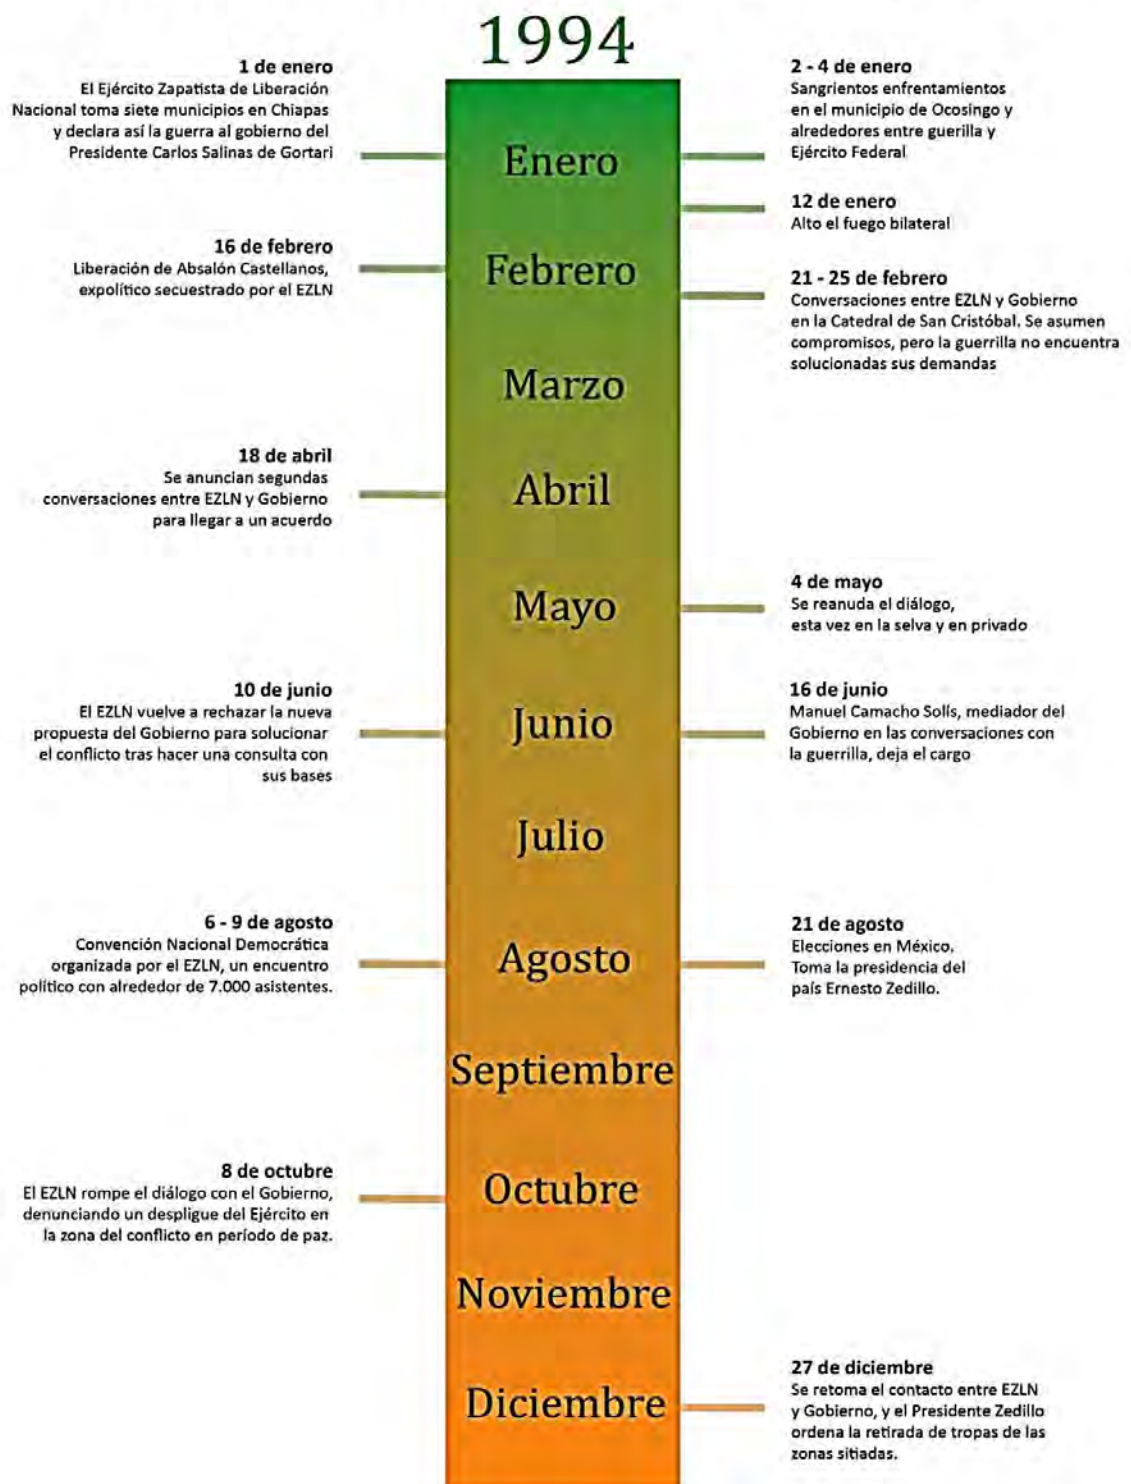 1994
1 de enero
El Ejército Zapatista de Liberación
Nacional toma siete municipios en Chiapas
y declara así la guerra al gobierno del
Presidente Carlos Salinas de Gortari
2 - 4 de enero
Sangrientos enfrentamientos
en el municipio de Ocosingo y
alrededores entre guerilla y
Ejército Federal
Enero
12 de enero
Alto el fuego bilateral
16 de febrero
Liberación de Absalón Castellanos,
expolítico secuestrado por el EZLN
Febrero
21 - 25 de febrero
Conversaciones entre EZLN y Gobierno
en la Catedral de San Cristóbal. Se asumen
compromisos, pero la guerrilla no encuentra
solucionadas sus demandas
Marzo
18 de abril
Se anuncian segundas
conversaciones entre EZLN y Gobierno
para llegar a un acuerdo
Abril
Mayo
4 de mayo
Se reanuda el diálogo,
esta vez en la selva y en privado
10 de junio
El EZLN vuelve a rechazar la nueva
propuesta del Gobierno para solucionar
el conflicto tras hacer una consulta con
sus bases
Junio
16 de junio
Manuel Camacho Solís, mediador del
Gobierno en las conversaciones con
la guerrilla, deja el cargo
Julio
6 - 9 de agosto
Convención Nacional Democrática
organizada por el EZLN, un encuentro
político con alrededor de 7.000 asistentes.
Agosto
21 de agosto
Elecciones en México.
Toma la presidencia del
país Ernesto Zedillo.
Septiembre
8 de octubre
El EZLN rompe el diálogo con el Gobierno,
denunciando un despligue del Ejército en
la zona del conflicto en período de paz.
Octubre
Noviembre
Diciembre
27 de diciembre
Se retoma el contacto entre EZLN
y Gobierno, y el Presidente Zedillo
ordena la retirada de tropas de las
zonas sitiadas.